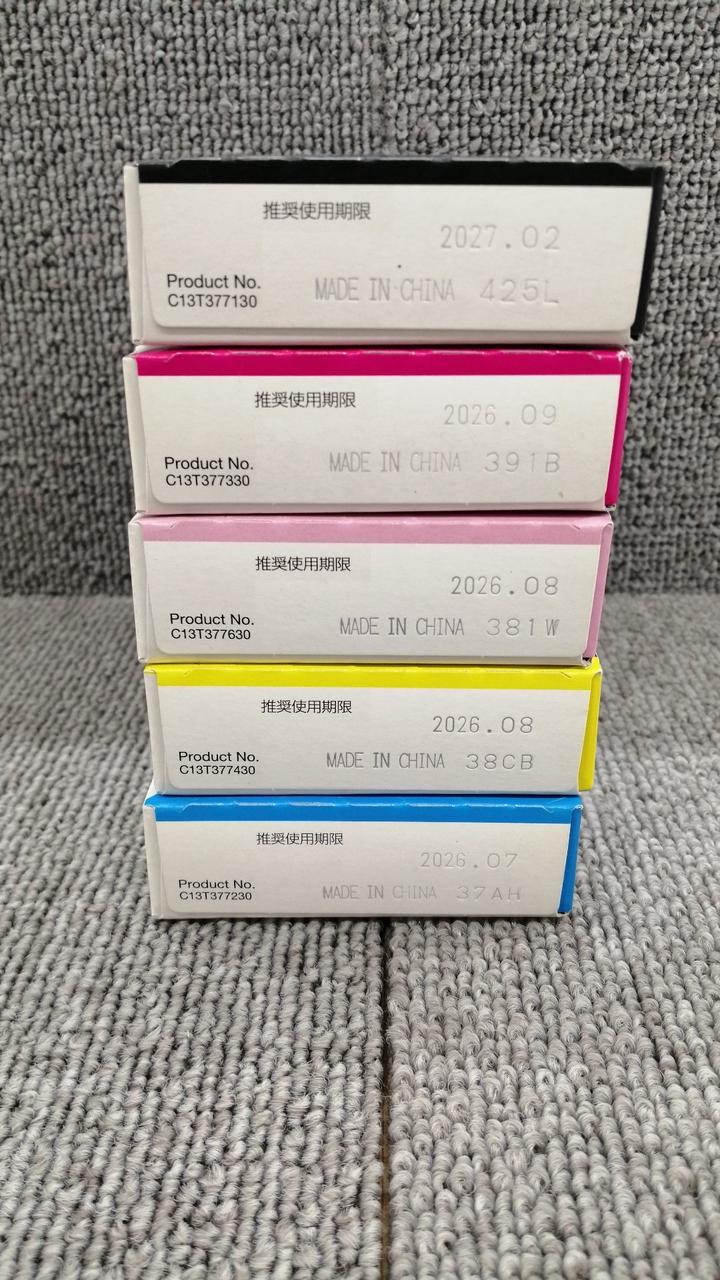 推奨使用期限
2027.02
Product No.
C13T377130
MADE IN CHINA 425L
推奨使用期限
2026.09
Product No.
C13T377330
MADE IN CHINA 391B
推奨使用期限
2026.08
Product No.
C13T377630
MADE IN CHINA 381W
推奨使用期限
2026.08
Product No.
C13T377430
MADE IN CHINA 38CB
推奨使用期限
2026.07
Product No.
C13T377230
MADE IN CHINA 37AH